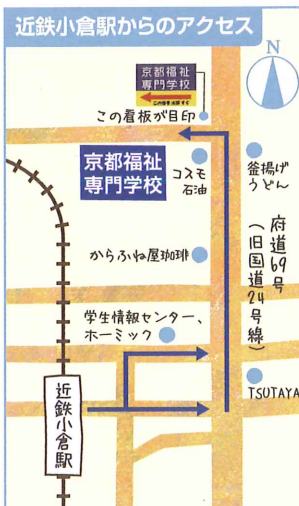 近鉄小倉駅からのアクセス
N
京都福祉
専門学校
この看板が目印
京都福祉
専門学校
コスモ
石油
釜揚げ
うどん
からふね屋珈琲
府道69号
(旧国道24号線)
学生情報センター、
ホーミック
近鉄小倉駅
TSUTAYA